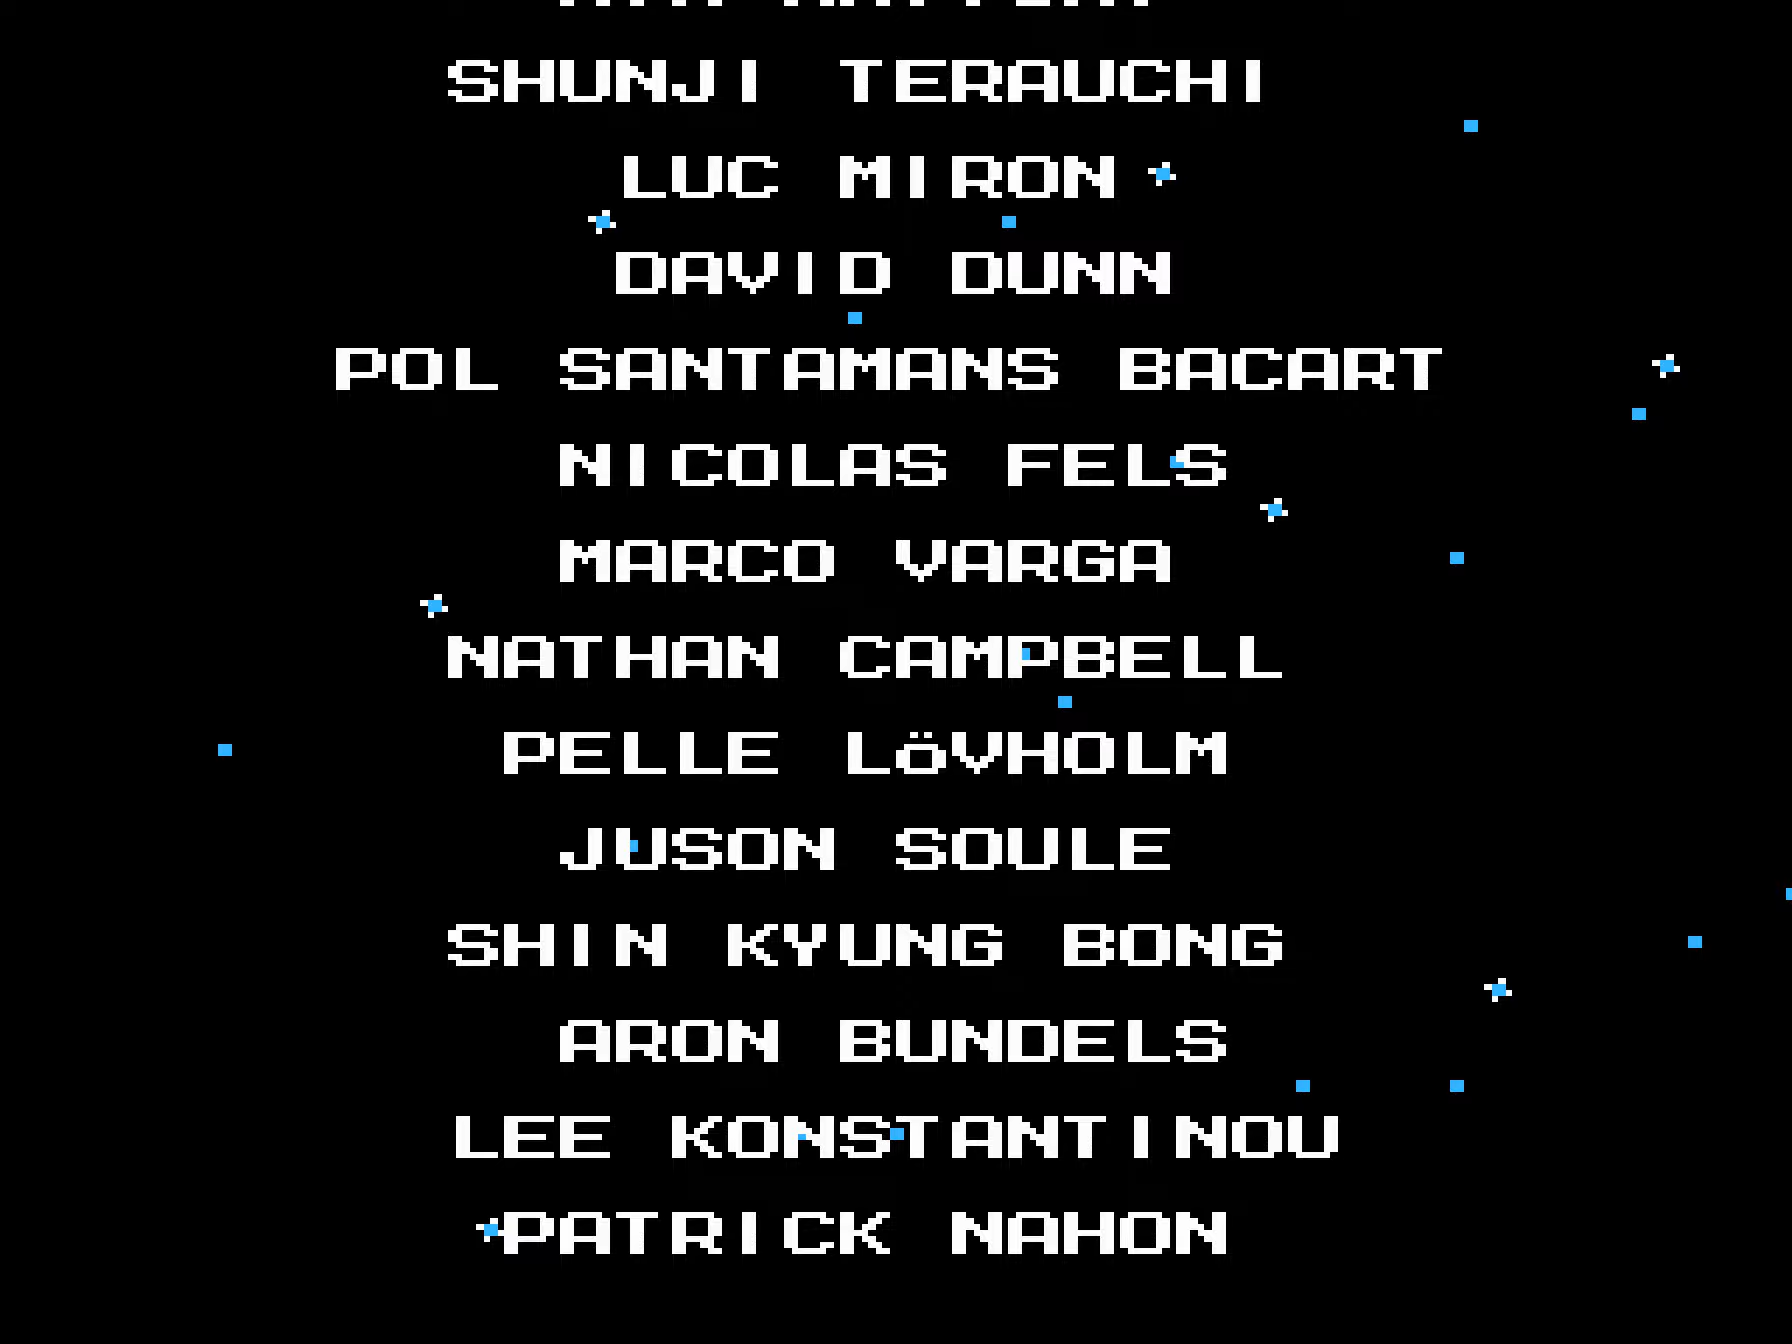 SHUNJI TERAUCHI
LUC MIRON
DAVID DUNN
POL SANTAMANS BACART
NICOLAS FELS
MARCO VARGA
NATHAN CAMPBELL
PELLE LöVHOLM
JUSON SOULE
SHIN KYUNG BONG
ARON BUNDELS
LEE KONSTANTINOU
PATRICK NAHON